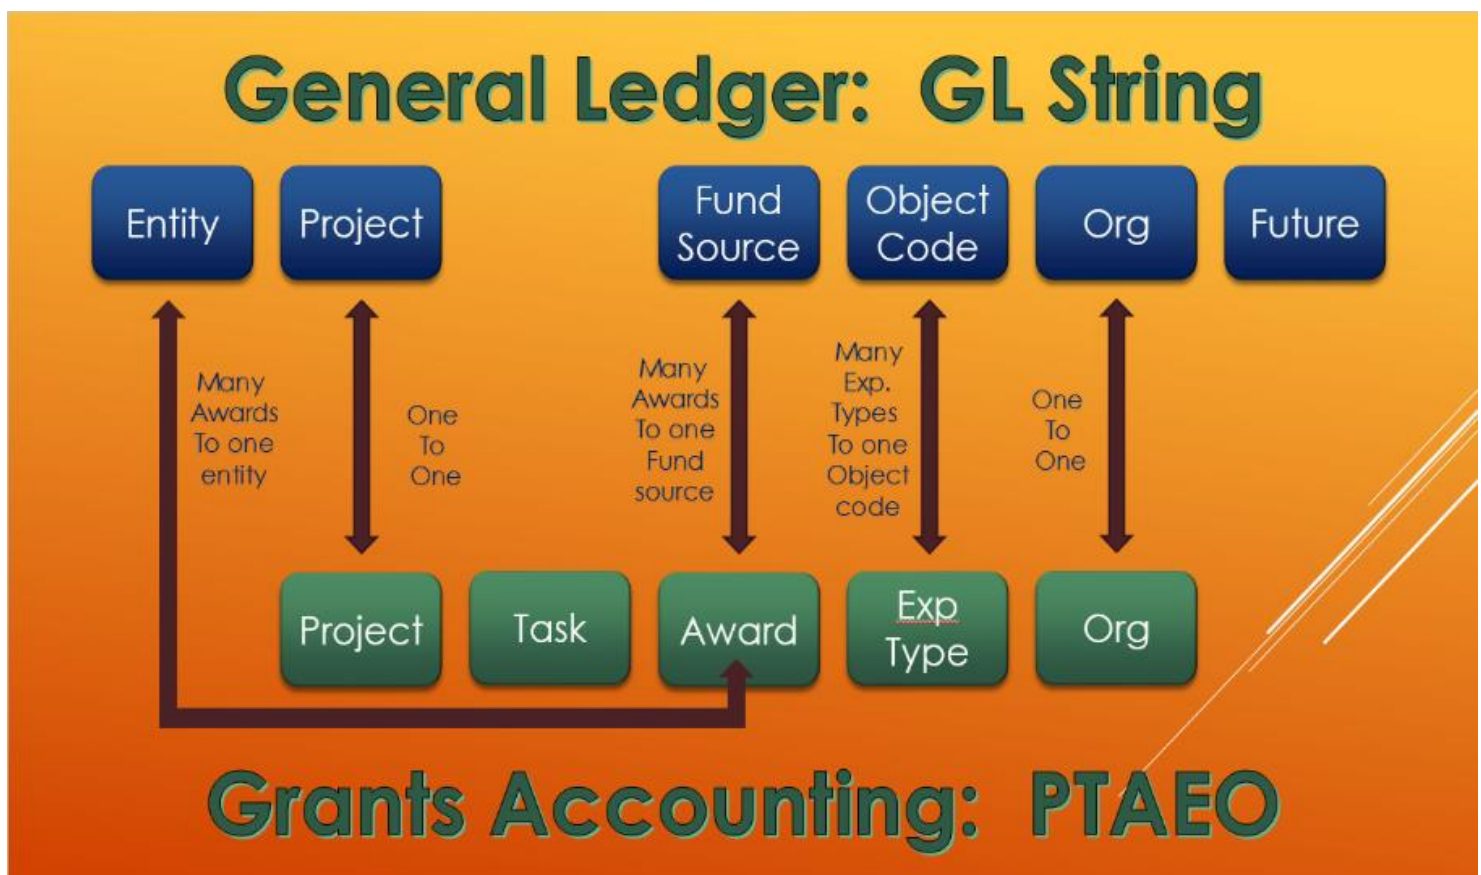 General Ledger:  GL String
Entity
Project
Fund
Source
Object
Code
Org
Future
Many
Awards
To one
entity
One
To
One
Many
Awards
To one
Fund
source
Many
Exp.
Types
To one
Object
code
One
To
One
Project
Task
Award
Exp
Type
Org
Grants Accounting:  PTAEO